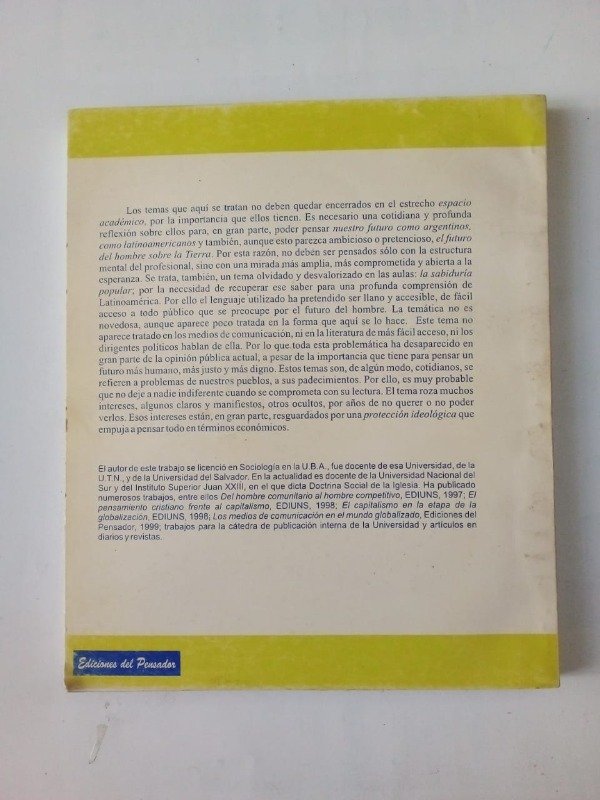 Los temas que aquí se tratan no deben quedar encerrados en el estrecho espacio
académico, por la importancia que ellos tienen. Es necesario una cotidiana y profunda
reflexión sobre ellos para, en gran parte, poder pensar nuestro futuro como argentinos,
como latinoamericanos y también, aunque esto parezca ambicioso o pretencioso, el futuro
del hombre sobre la Tierra. Por esta razón, no deben ser pensados sólo con la estructura
mental del profesional, sino con una mirada más amplia, más comprometida y abierta a la
esperanza. Se trata, también, un tema olvidado y desvalorizado en las aulas: la sabiduría
popular; por la necesidad de recuperar ese saber para una profunda comprensión de
Latinoamérica. Por ello el lenguaje utilizado ha pretendido ser llano y accesible, de fácil
acceso a todo público que se preocupe por el futuro del hombre. La temática no es
novedosa, aunque aparece poco tratada en la forma que aquí se lo hace. Este tema no
aparece tratado en los medios de comunicación, ni en la literatura de más fácil acceso, ni los
dirigentes políticos hablan de ella. Por lo que toda esta problemática ha desaparecido en
gran parte de la opinión pública actual, a pesar de la importancia que tiene para pensar un
futuro más humano, más justo y más digno. Estos temas son, de algún modo, cotidianos, se
refieren a problemas de nuestros pueblos, a sus padecimientos. Por ello, es muy probable
que no deje a nadie indiferente cuando se comprometa con su lectura. El tema roza muchos
intereses, algunos claros y manifiestos, otros ocultos, por años de no querer o no poder
verlos. Esos intereses están, en gran parte, resguardados por una protección ideológica que
empuja a pensar todo en términos económicos.
El autor de este trabajo se licenció en Sociología en la U.B.A., fue docente de esa Universidad, de la
U.T.N., y de la Universidad del Salvador. En la actualidad es docente de la Universidad Nacional del
Sur y del Instituto Superior Juan XXIII, en el que dicta Doctrina Social de la Iglesia. Ha publicado
numerosos trabajos, entre ellos Del hombre comunitario al hombre competitivo, EDIUNS, 1997; El
pensamiento cristiano frente al capitalismo, EDIUNS, 1998; El capitalismo en la etapa de la
globalización, EDIUNS, 1998; Los medios de comunicación en el mundo globalizado, Ediciones del
Pensador, 1999; trabajos para la cátedra de publicación interna de la Universidad y artículos en
diarios y revistas.
Ediciones del Pensador